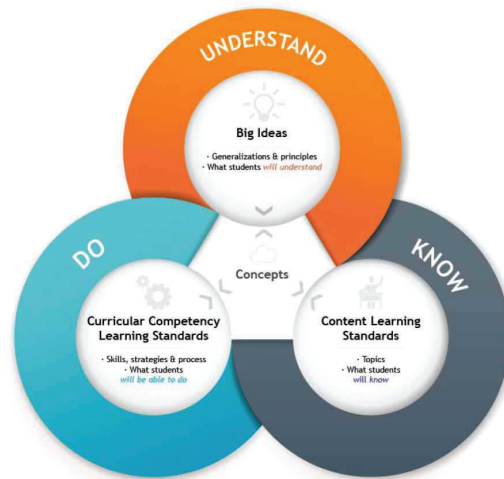 UNDERSTAND
Big Ideas
· Generalizations & principles
· What students will understand
DO
KNOW
Concepts
Curricular Competency
Learning Standards
· Skills, strategies & process
· What students
will be able to do
Content Learning
Standards
· Topics
· What students
will know